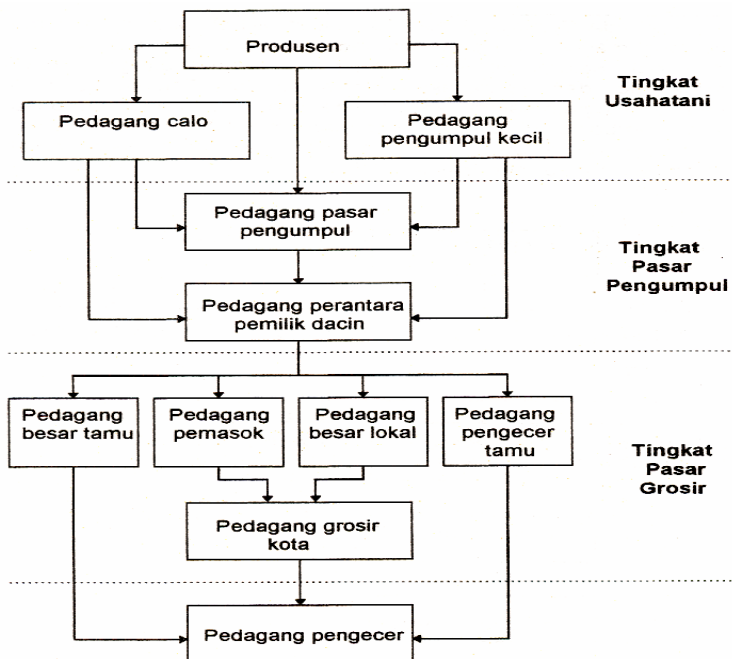 Produsen
Tingkat
Usahatani
Pedagang calo
Pedagang
pengumpul kecil
Pedagang pasar
pengumpul
Tingkat
Pasar
Pengumpul
Pedagang perantara
pemilik dacin
Pedagang
besar tamu
Pedagang
pemasok
Pedagang
besar lokal
Pedagang
pengecer
tamu
Tingkat
Pasar
Grosir
Pedagang grosir
kota
Pedagang pengecer